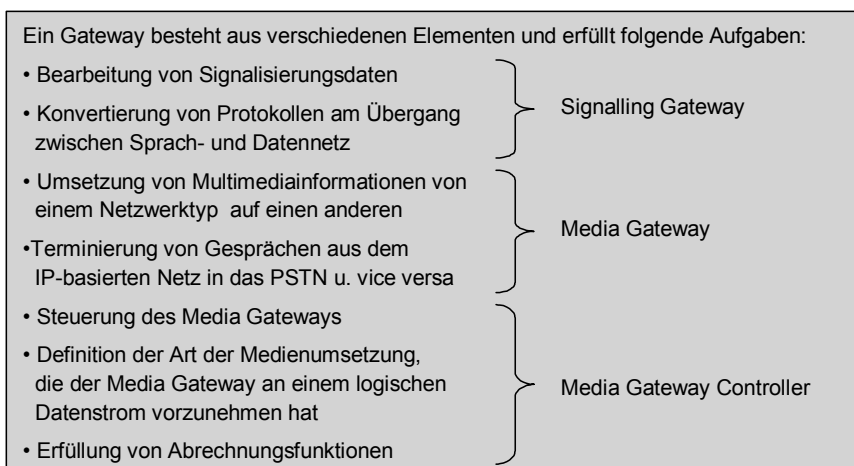 Ein Gateway besteht aus verschiedenen Elementen und erfüllt folgende Aufgaben:
• Bearbeitung von Signalisierungsdaten
• Konvertierung von Protokollen am Übergang
zwischen Sprach- und Datennetz
Signalling Gateway
• Umsetzung von Multimediainformationen von
einem Netzwerktyp auf einen anderen
•Terminierung von Gesprächen aus dem
IP-basierten Netz in das PSTN u. vice versa
Media Gateway
• Steuerung des Media Gateways
• Definition der Art der Medienumsetzung,
die der Media Gateway an einem logischen
Datenstrom vorzunehmen hat
• Erfüllung von Abrechnungsfunktionen
Media Gateway Controller